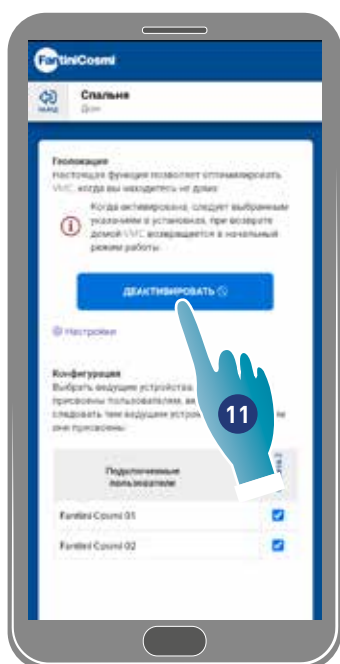 FantiniCosmi
Спальня
Дом
Геолокация
Настоящая функция позволяет оптимизировать
VMC, когда вы находитесь не дома
Когда активирована, следует выбранным
указаниям в установках, при возврате
домой VMC возвращается в начальный
режим работы
ДЕАКТИВИРОВАТЬ
Настройки
Конфигурация
Выбрать ведущие устройства
присвоены пользователям, ве
следовать тем ведущим устрой
они присвоены
11
Подключенные
пользователи
Fantini Cosmi 01
Fantini Cosmi 02